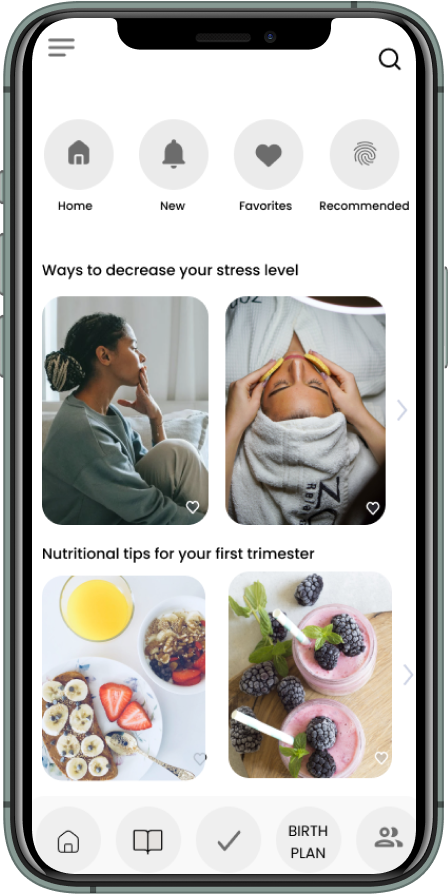 Home
New
Favorites
Recommended
Ways to decrease your stress level
Nutritional tips for your first trimester
BIRTH
PLAN